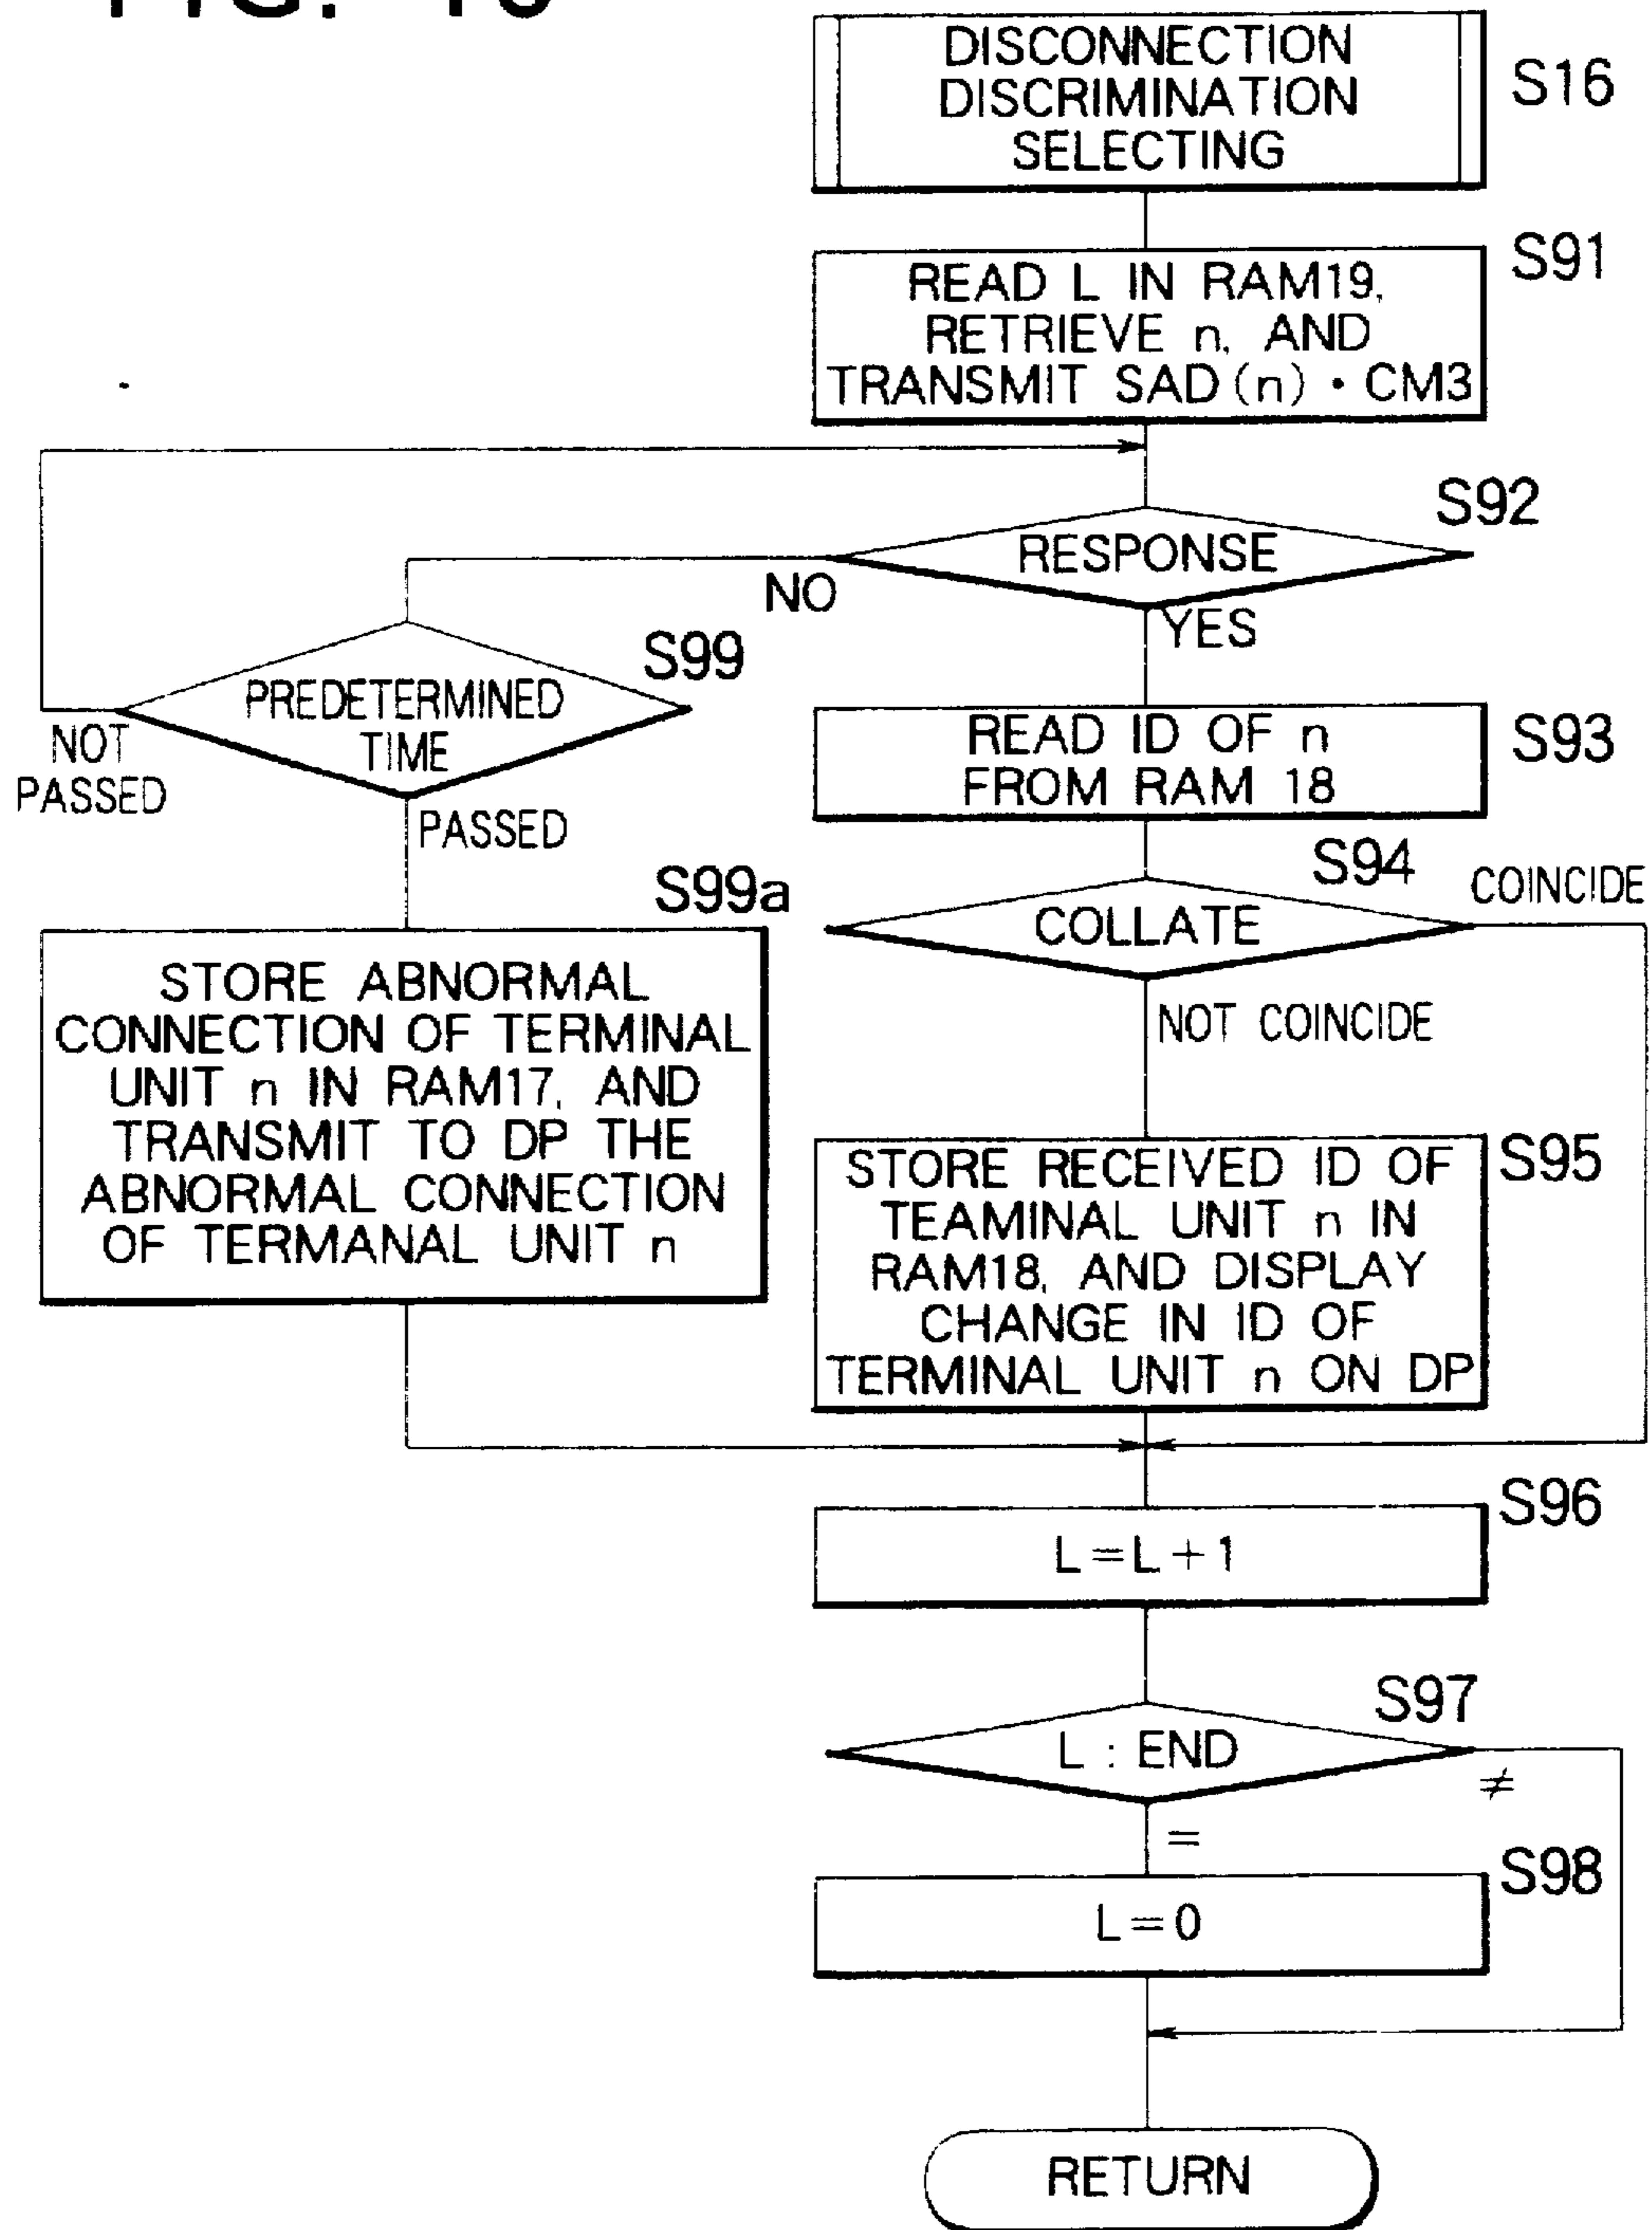 DISCONNECTION
DISCRIMINATION
SELECTING
S16
S91
READ L IN RAM19,
RETRIEVE n, AND
TRANSMIT SAD(n)・CM3
S92
RESPONSE
NO
YES
S99
PREDETERMINED
TIME
NOT
PASSED
PASSED
READ ID OF n
FROM RAM 18
S93
S94
COLLATE
COINCIDE
NOT COINCIDE
S99a
STORE ABNORMAL
CONNECTION OF TERMINAL
UNIT n IN RAM17, AND
TRANSMIT TO DP THE
ABNORMAL CONNECTION
OF TERMANAL UNIT n
S95
STORE RECEIVED ID OF
TEAMINAL UNIT n IN
RAM18, AND DISPLAY
CHANGE IN ID OF
TERMINAL UNIT n ON DP
S96
L=L+1
S97
L : END
≠
=
S98
L=0
RETURN